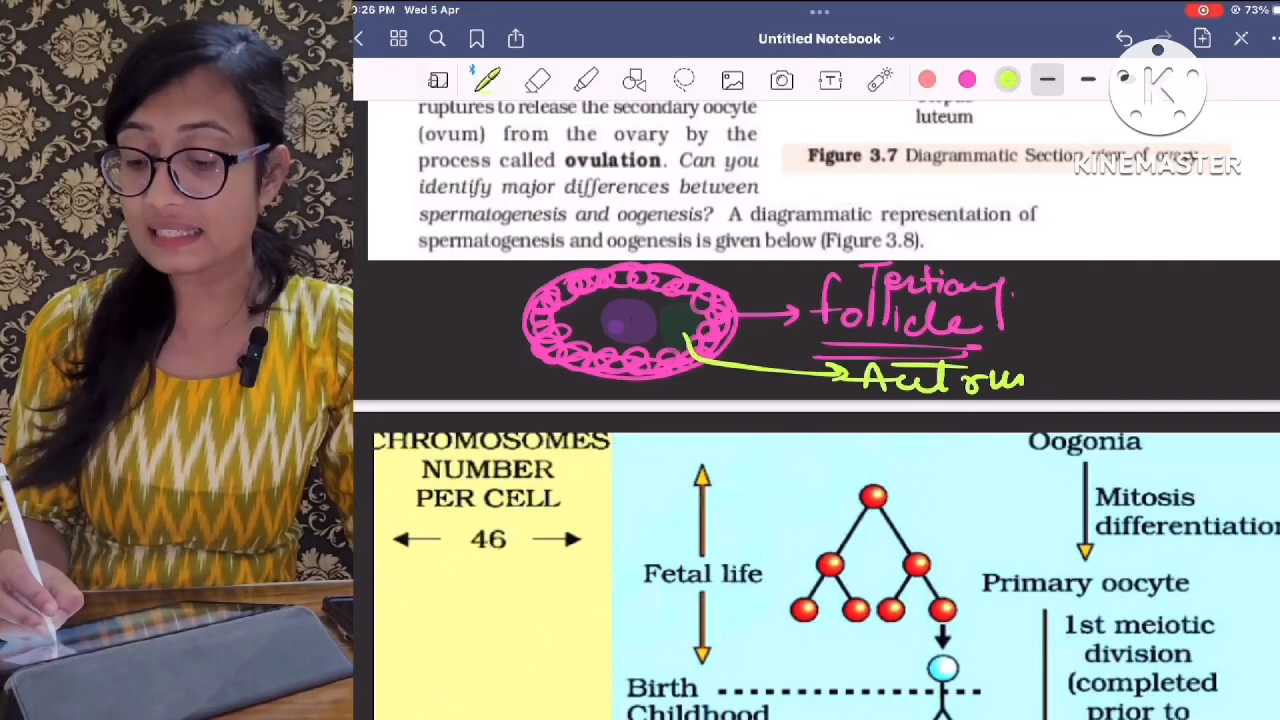 0:26 PM Wed 5 Apr
73%
Untitled Notebook
KINEMASTER
ruptures to release the secondary oocyte
(ovum) from the ovary by the
process called ovulation. Can you
identify major differences between
spermatogenesis and oogenesis? A diagrammatic representation of
spermatogenesis and oogenesis is given below (Figure 3.8).
luteum
Figure 3.7 Diagrammatic Section view of
Tertiary
follicle
CHROMOSOMES
NUMBER
PER CELL
46
Fetal life
Birth
Childhood
Oogonia
Mitosis
differentiation
Primary oocyte
1st meiotic
division
(completed
prior to